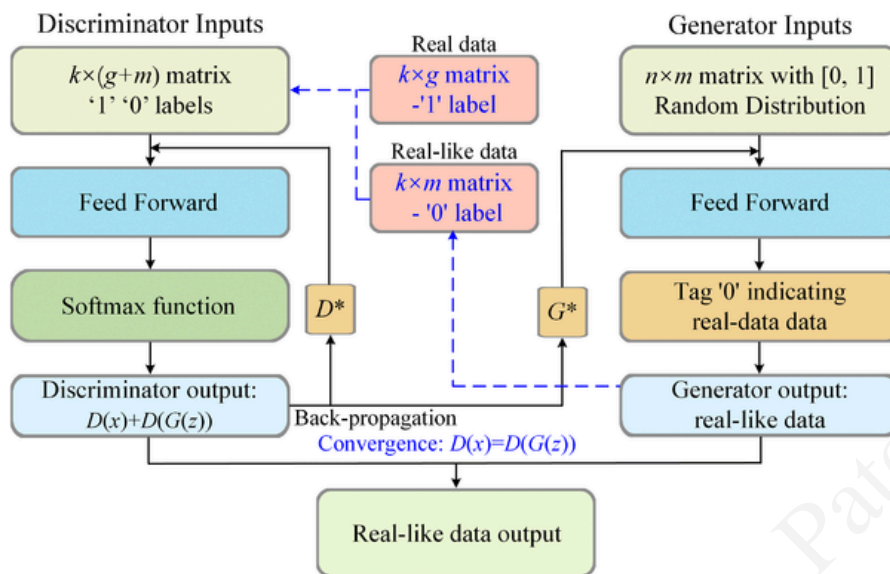 Discriminator Inputs
k×(g+m) matrix
‘1’ ‘0’ labels
Feed Forward
Softmax function
Discriminator output:
D(x)+D(G(z))
Real data
k×g matrix
-'1' label
Real-like data
k×m matrix
- '0' label
D*
G*
Back-propagation
Convergence: D(x)=D(G(z))
Generator Inputs
n×m matrix with [0, 1]
Random Distribution
Feed Forward
Tag '0' indicating
real-data data
Generator output:
real-like data
Real-like data output